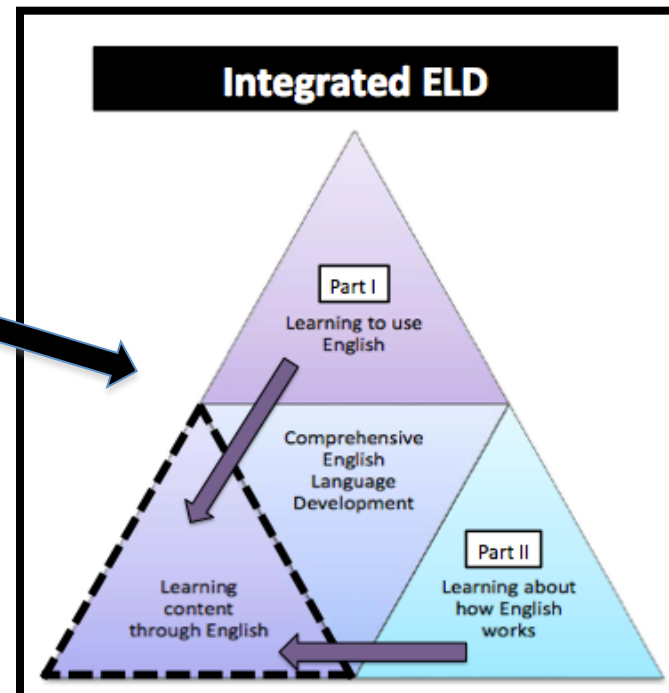 Integrated ELD
Part I
Learning to use
English
Comprehensive
English
Language
Development
Part II
Learning about
how English
works
Learning
content
through English